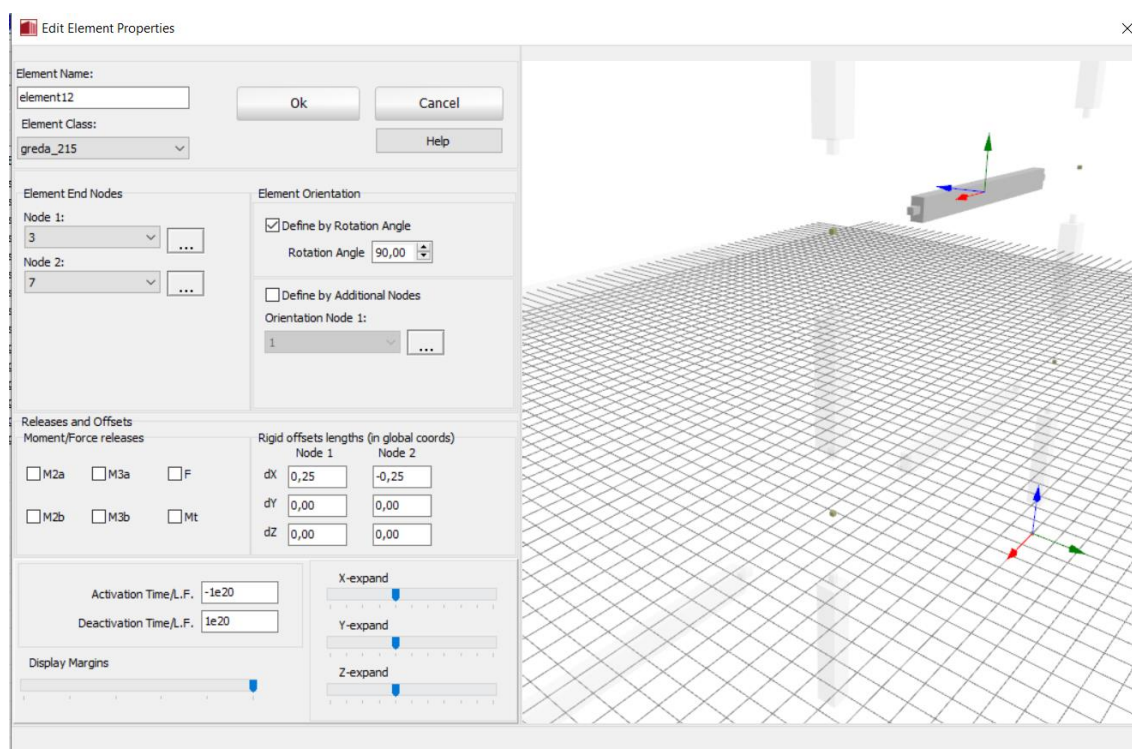 Edit Element Properties
Element Name:
element12
Ok
Cancel
Element Class:
greda_215
Help
Element End Nodes
Node 1:
3
...
Node 2:
7
...
Element Orientation
Define by Rotation Angle
Rotation Angle 90,00
Define by Additional Nodes
Orientation Node 1:
1
...
Releases and Offsets
Moment/Force releases
M2a M3a F
M2b M3b Mt
Rigid offsets lengths (in global coords)
Node 1 Node 2
dX 0,25 -0,25
dY 0,00 0,00
dZ 0,00 0,00
Activation Time/L.F. -1e20
Deactivation Time/L.F. 1e20
Display Margins
X-expand
Y-expand
Z-expand